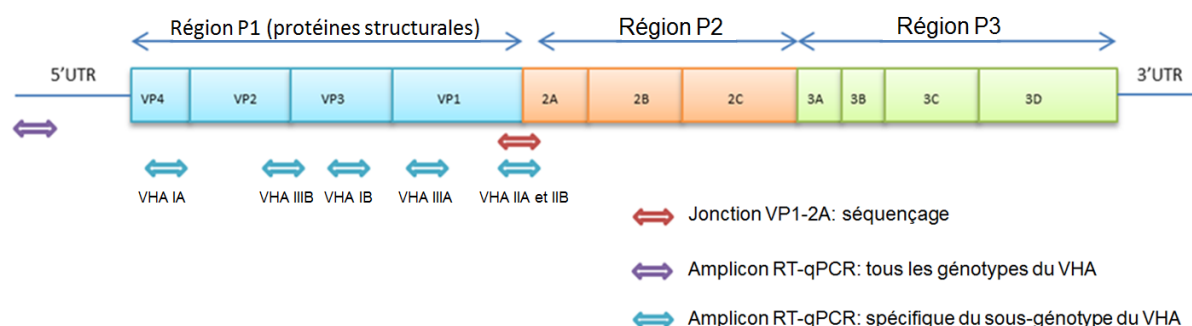 Région P1 (protéines structurales) Région P2 Région P3
5'UTR 3'UTR
VP4 VP2 VP3 VP1 2A 2B 2C 3A 3B 3C 3D
VHA IA VHA IIIB VHA IB VHA IIIA VHA IIA et IIB
Jonction VP1-2A: séquençage
Amplicon RT-qPCR: tous les génotypes du VHA
Amplicon RT-qPCR: spécifique du sous-génotype du VHA